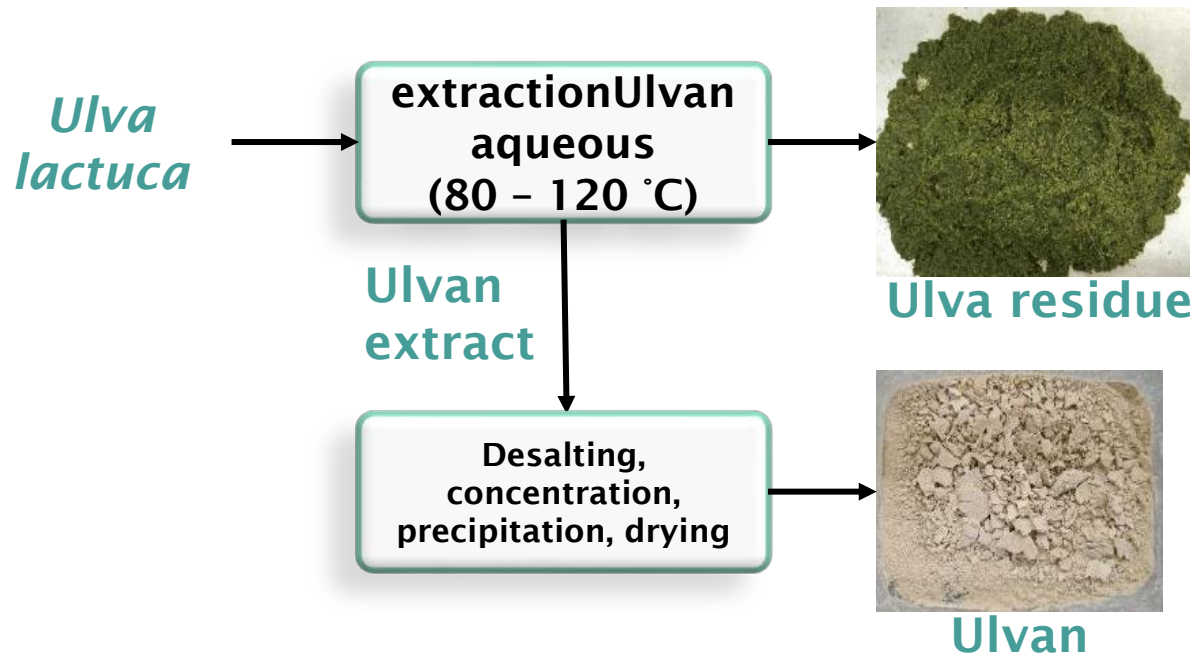 Ulva
lactuca
extractionUlvan
aqueous
(80 – 120 °C)
Ulva residue
Ulvan
extract
Desalting,
concentration,
precipitation, drying
Ulvan